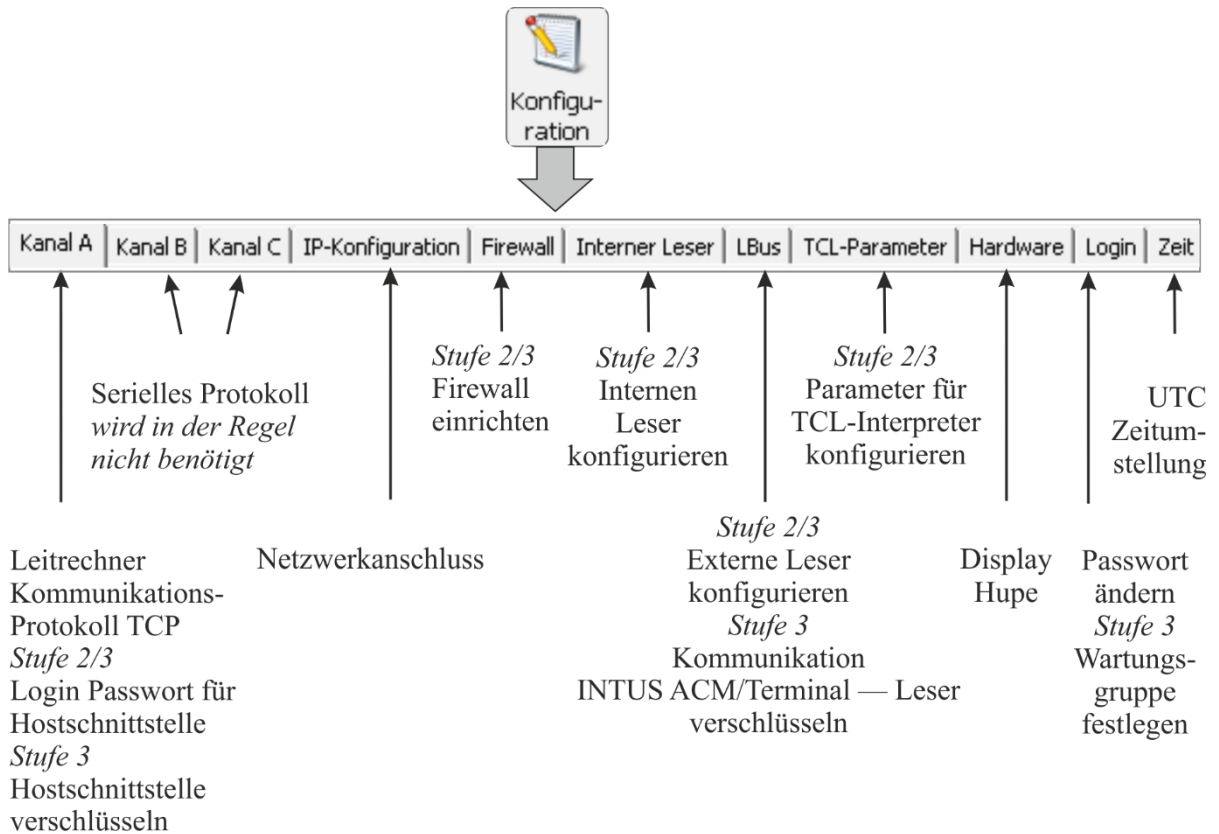 Konfigu-
ration
Kanal A Kanal B Kanal C IP-Konfiguration Firewall Interner Leser LBus TCL-Parameter Hardware Login Zeit
Serielles Protokoll
wird in der Regel
nicht benötigt
Stufe 2/3
Firewall
einrichten
Stufe 2/3
Internen
Leser
konfigurieren
Stufe 2/3
Parameter für
TCL-Interpreter
konfigurieren
UTC
Zeitum-
stellung
Leitrechner
Kommunikations-
Protokoll TCP
Stufe 2/3
Login Passwort für
Hostschnittstelle
Stufe 3
Hostschnittstelle
verschlüsseln
Netzwerkanschluss
Stufe 2/3
Externe Leser
konfigurieren
Stufe 3
Kommunikation
INTUS ACM/Terminal — Leser
verschlüsseln
Display
Hupe
Passwort
ändern
Stufe 3
Wartungs-
gruppe
festlegen